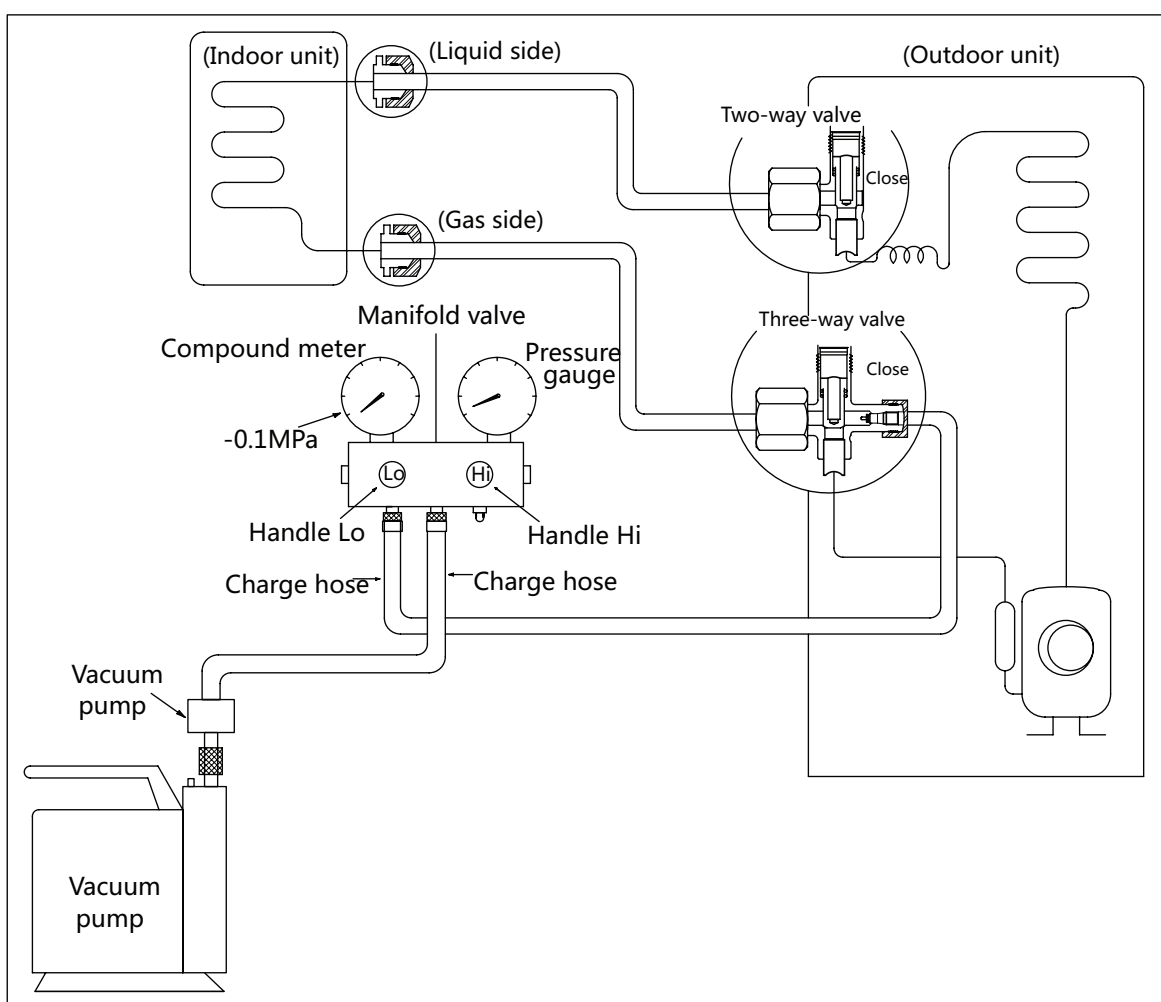 (Indoor unit)
(Liquid side)
(Outdoor unit)
Two-way valve
Close
(Gas side)
Manifold valve
Three-way valve
Compound meter
Pressure
gauge
Close
-0.1MPa
Lo
Hi
Handle Lo
Handle Hi
Charge hose
Charge hose
Vacuum
pump
Vacuum
pump